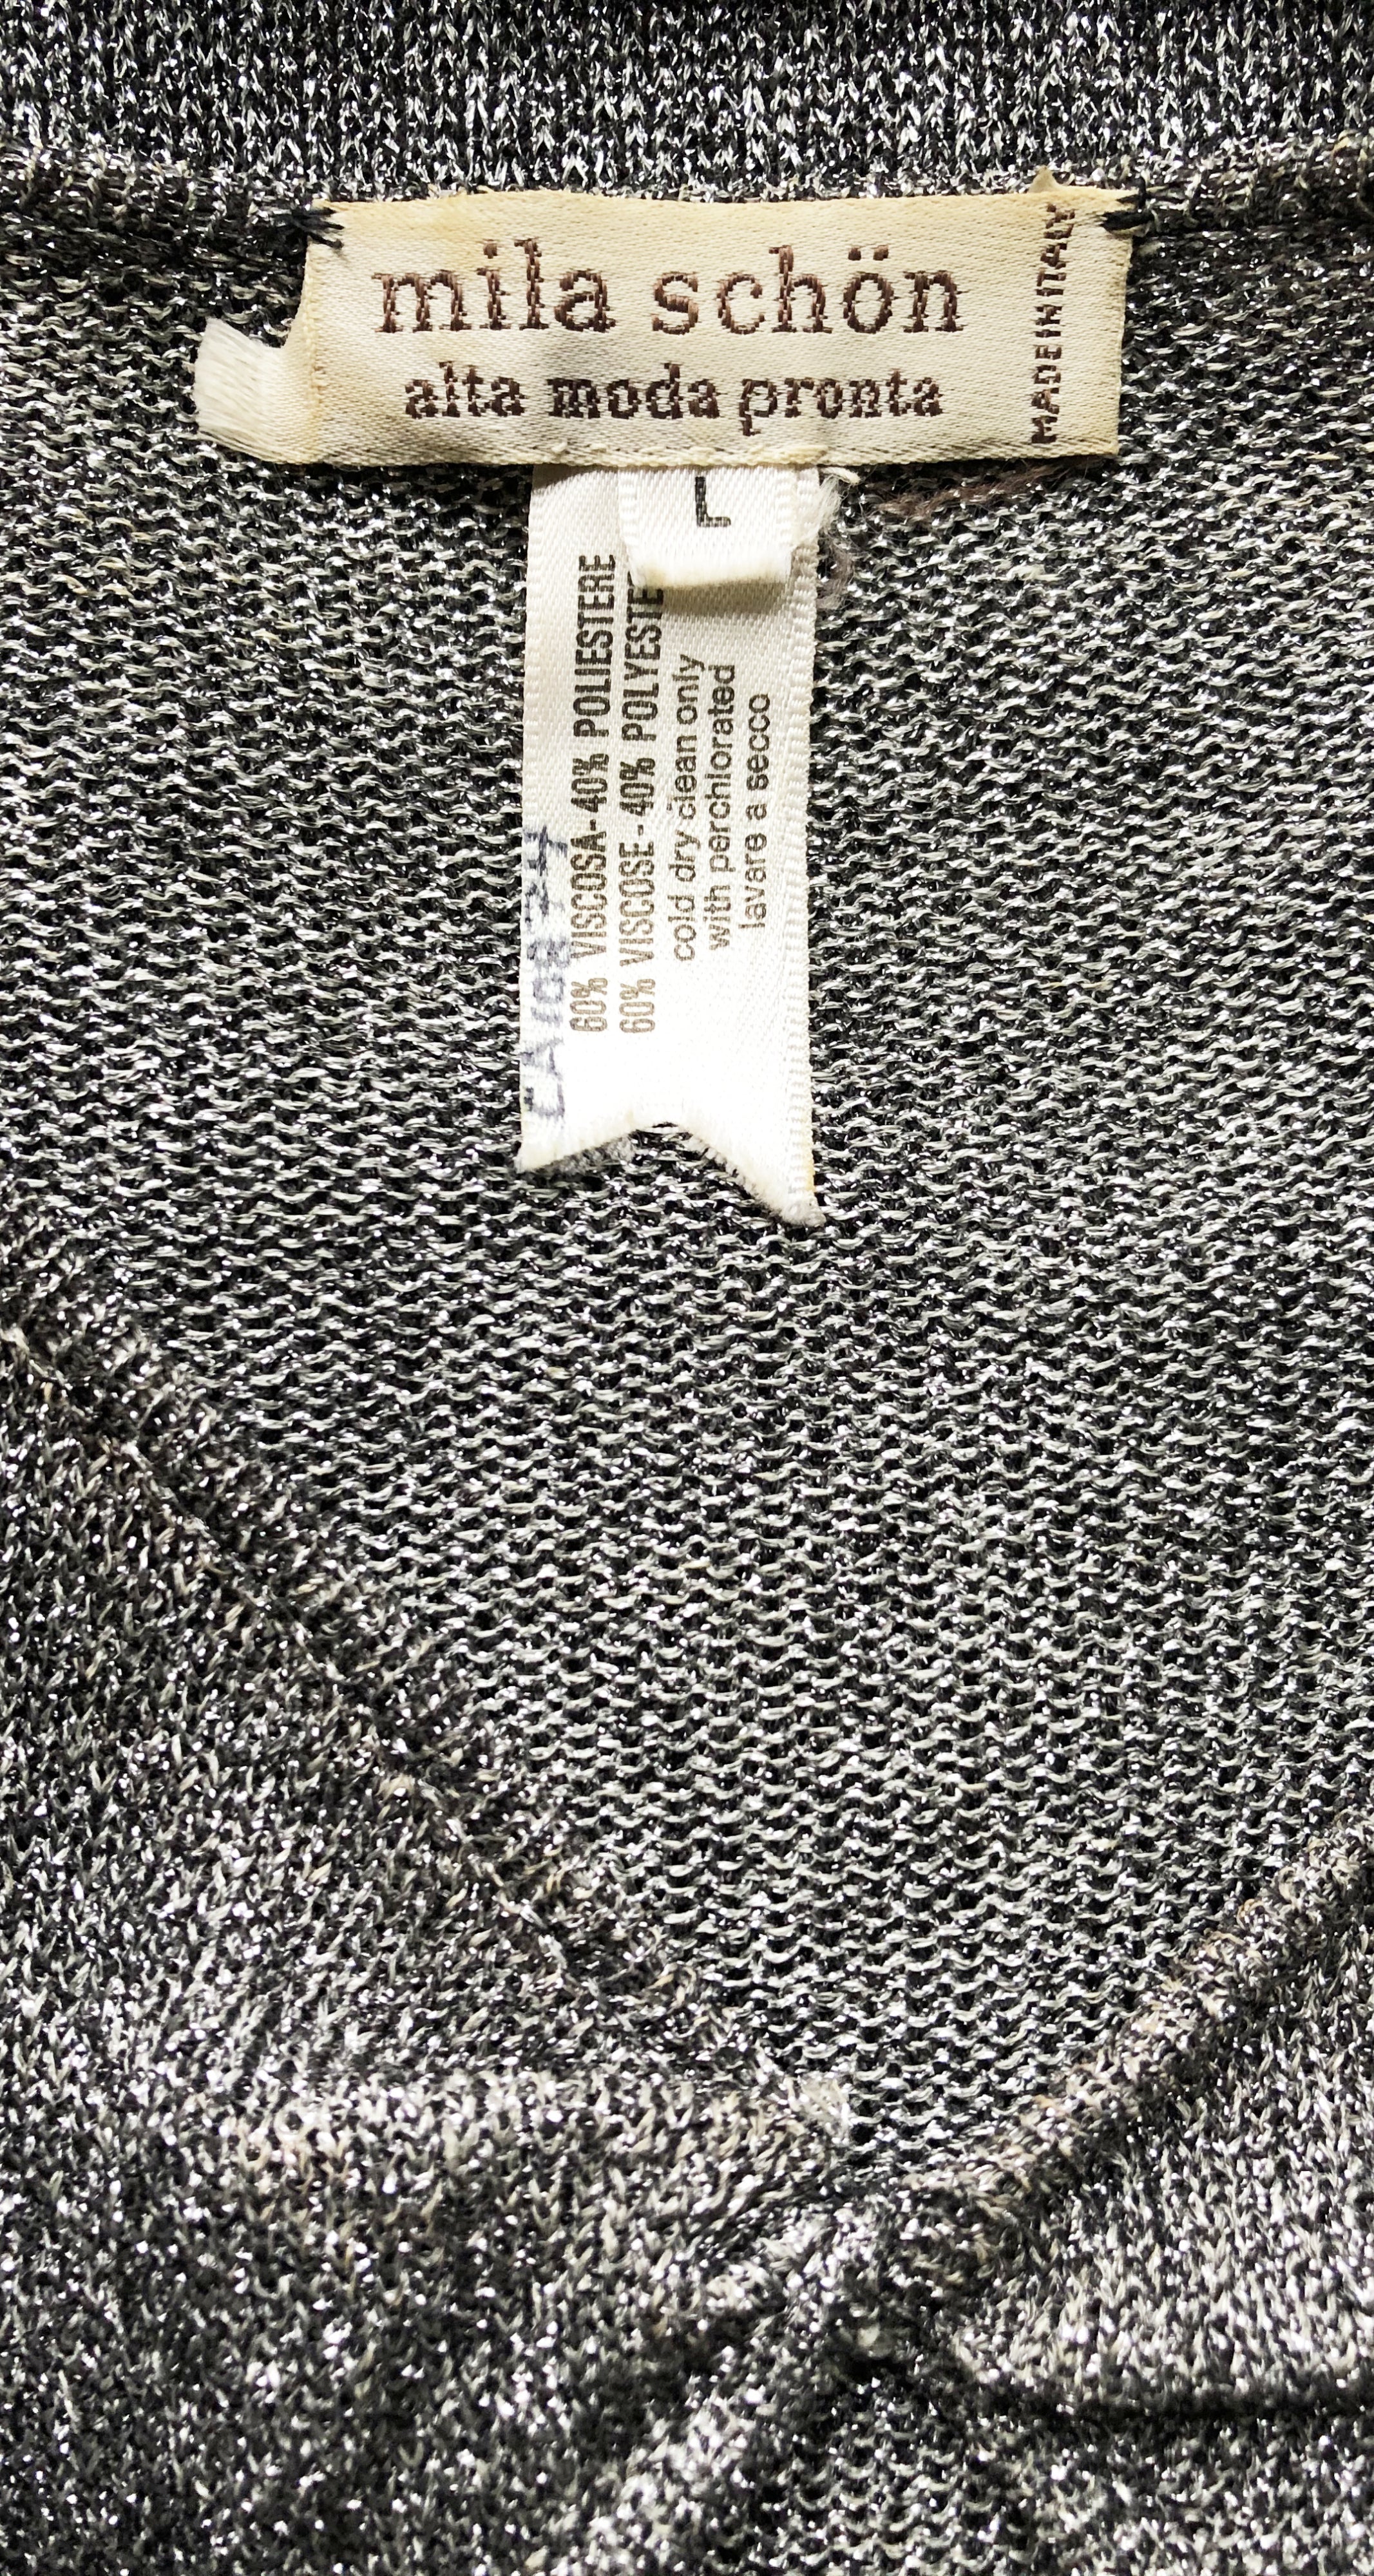 mila schön
alta moda pronta
MADE IN ITALY
L
60% VISCOSA-40% POLIESTERE
60% VISCOSE-40% POLYESTE
cold dry clean only
with perchlorated
lavare a secco